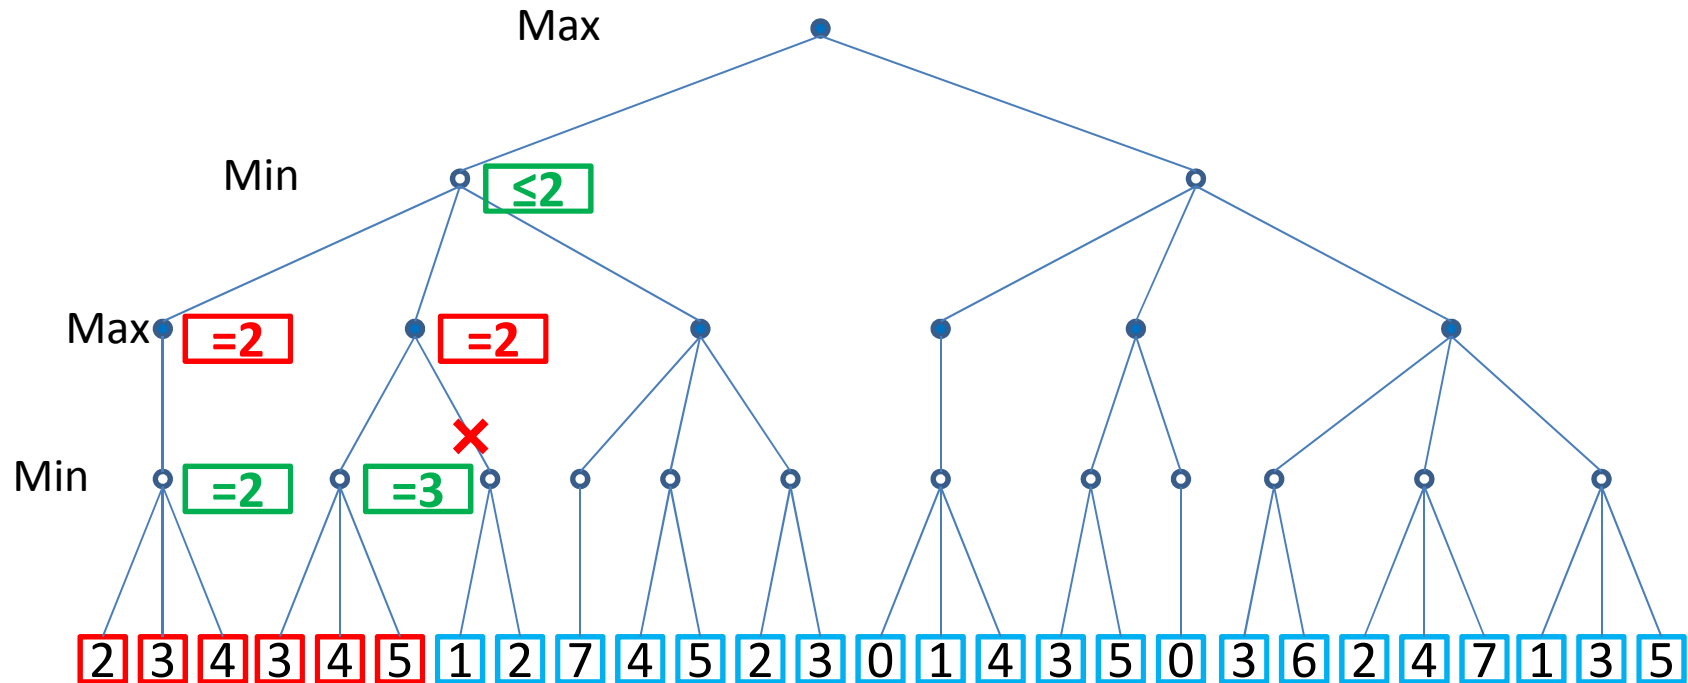 Max
Min ≤2
Max =2 =2
Min =2 =3
2 3 4 3 4 5 1 2 7 4 5 2 3 0 1 4 3 5 0 3 6 2 4 7 1 3 5